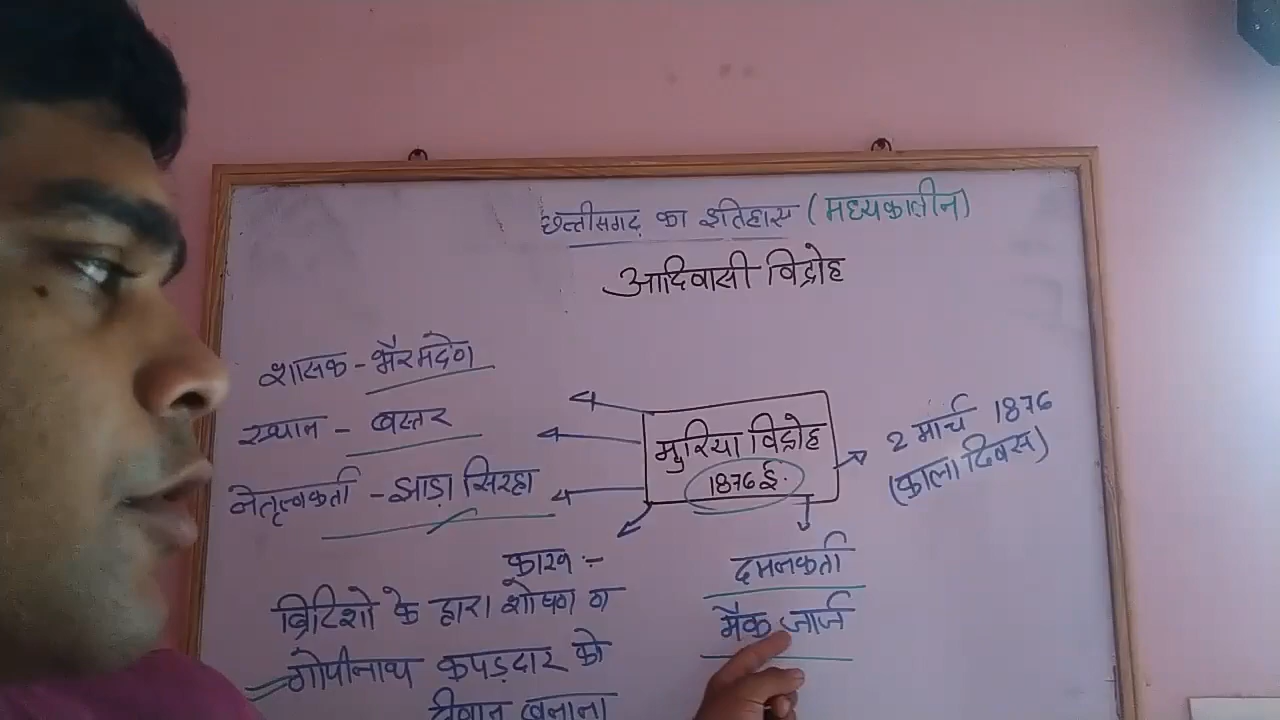 छत्तीसगढ़ का इतिहास (मध्यकालीन)
आदिवासी विद्रोह
शासक - भैरमदेव
स्थान - बस्तर
नेतृत्वकर्ता - झाड़ा सिरहा
मुरिया विद्रोह
1876 ई.
2 मार्च 1876
(काला दिवस)
कारण :-
ब्रिटिशो के द्वारा शोषण व
गोपीनाथ कपड़दार को
दीवान बनाना
दमनकर्ता
मैक जार्ज